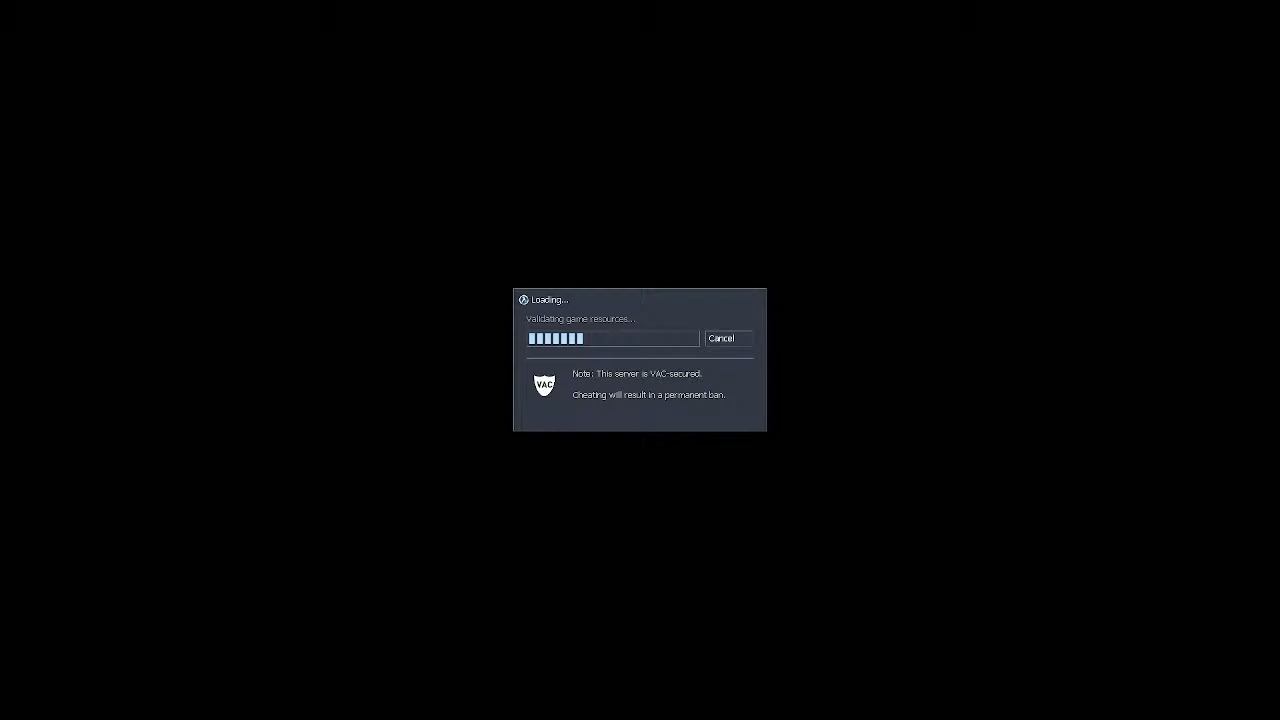 Loading...
Validating game resources...
Cancel
Note: This server is VAC-secured.
VAC
Cheating will result in a permanent ban.